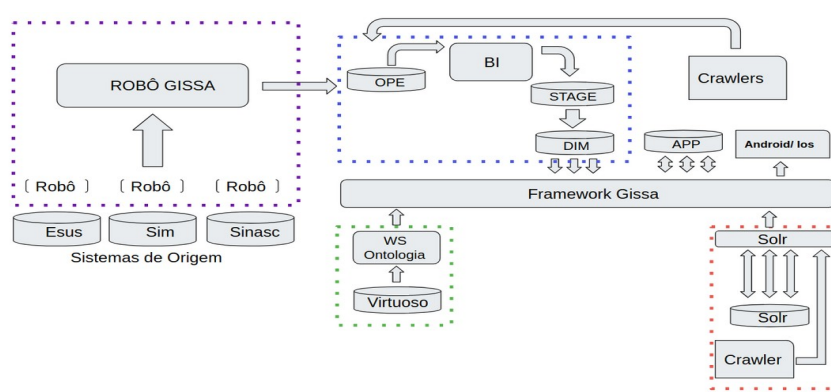 ROBÔ GISSA
( Robô )
( Robô )
( Robô )
Esus
Sim
Sinasc
Sistemas de Origem
OPE
BI
STAGE
DIM
Crawlers
APP
Android/ Ios
Framework Gissa
WS
Ontologia
Virtuoso
Solr
Solr
Crawler